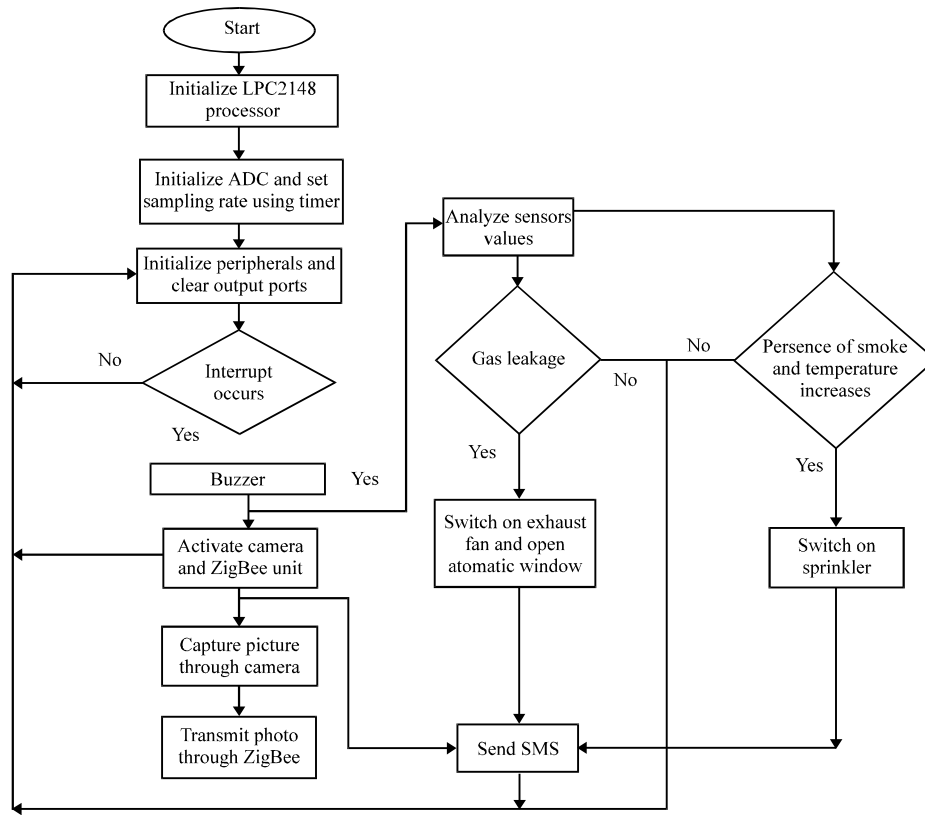 Start
Initialize LPC2148
processor
Initialize ADC and set
sampling rate using timer
Initialize peripherals and
clear output ports
No
Interrupt
occurs
Yes
Buzzer
Yes
Activate camera
and ZigBee unit
Capture picture
through camera
Transmit photo
through ZigBee
Analyze sensors
values
Gas leakage
No
Yes
Switch on exhaust
fan and open
atomatic window
Send SMS
No
Persence of smoke
and temperature
increases
Yes
Switch on
sprinkler